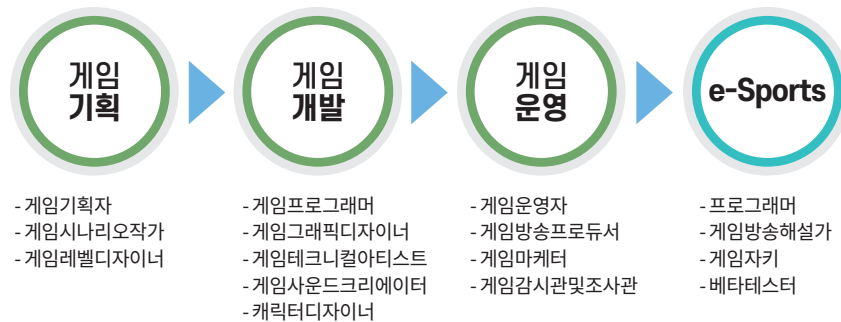 게임
기획
게임
개발
게임
운영
e-Sports
- 게임기획자
- 게임시나리오작가
- 게임레벨디자이너
- 게임프로그래머
- 게임그래픽디자이너
- 게임테크니컬아티스트
- 게임사운드크리에이터
- 캐릭터디자이너
- 게임운영자
- 게임방송프로듀서
- 게임마케터
- 게임감시관및조사관
- 프로그래머
- 게임방송해설가
- 게임자키
- 베타테스터